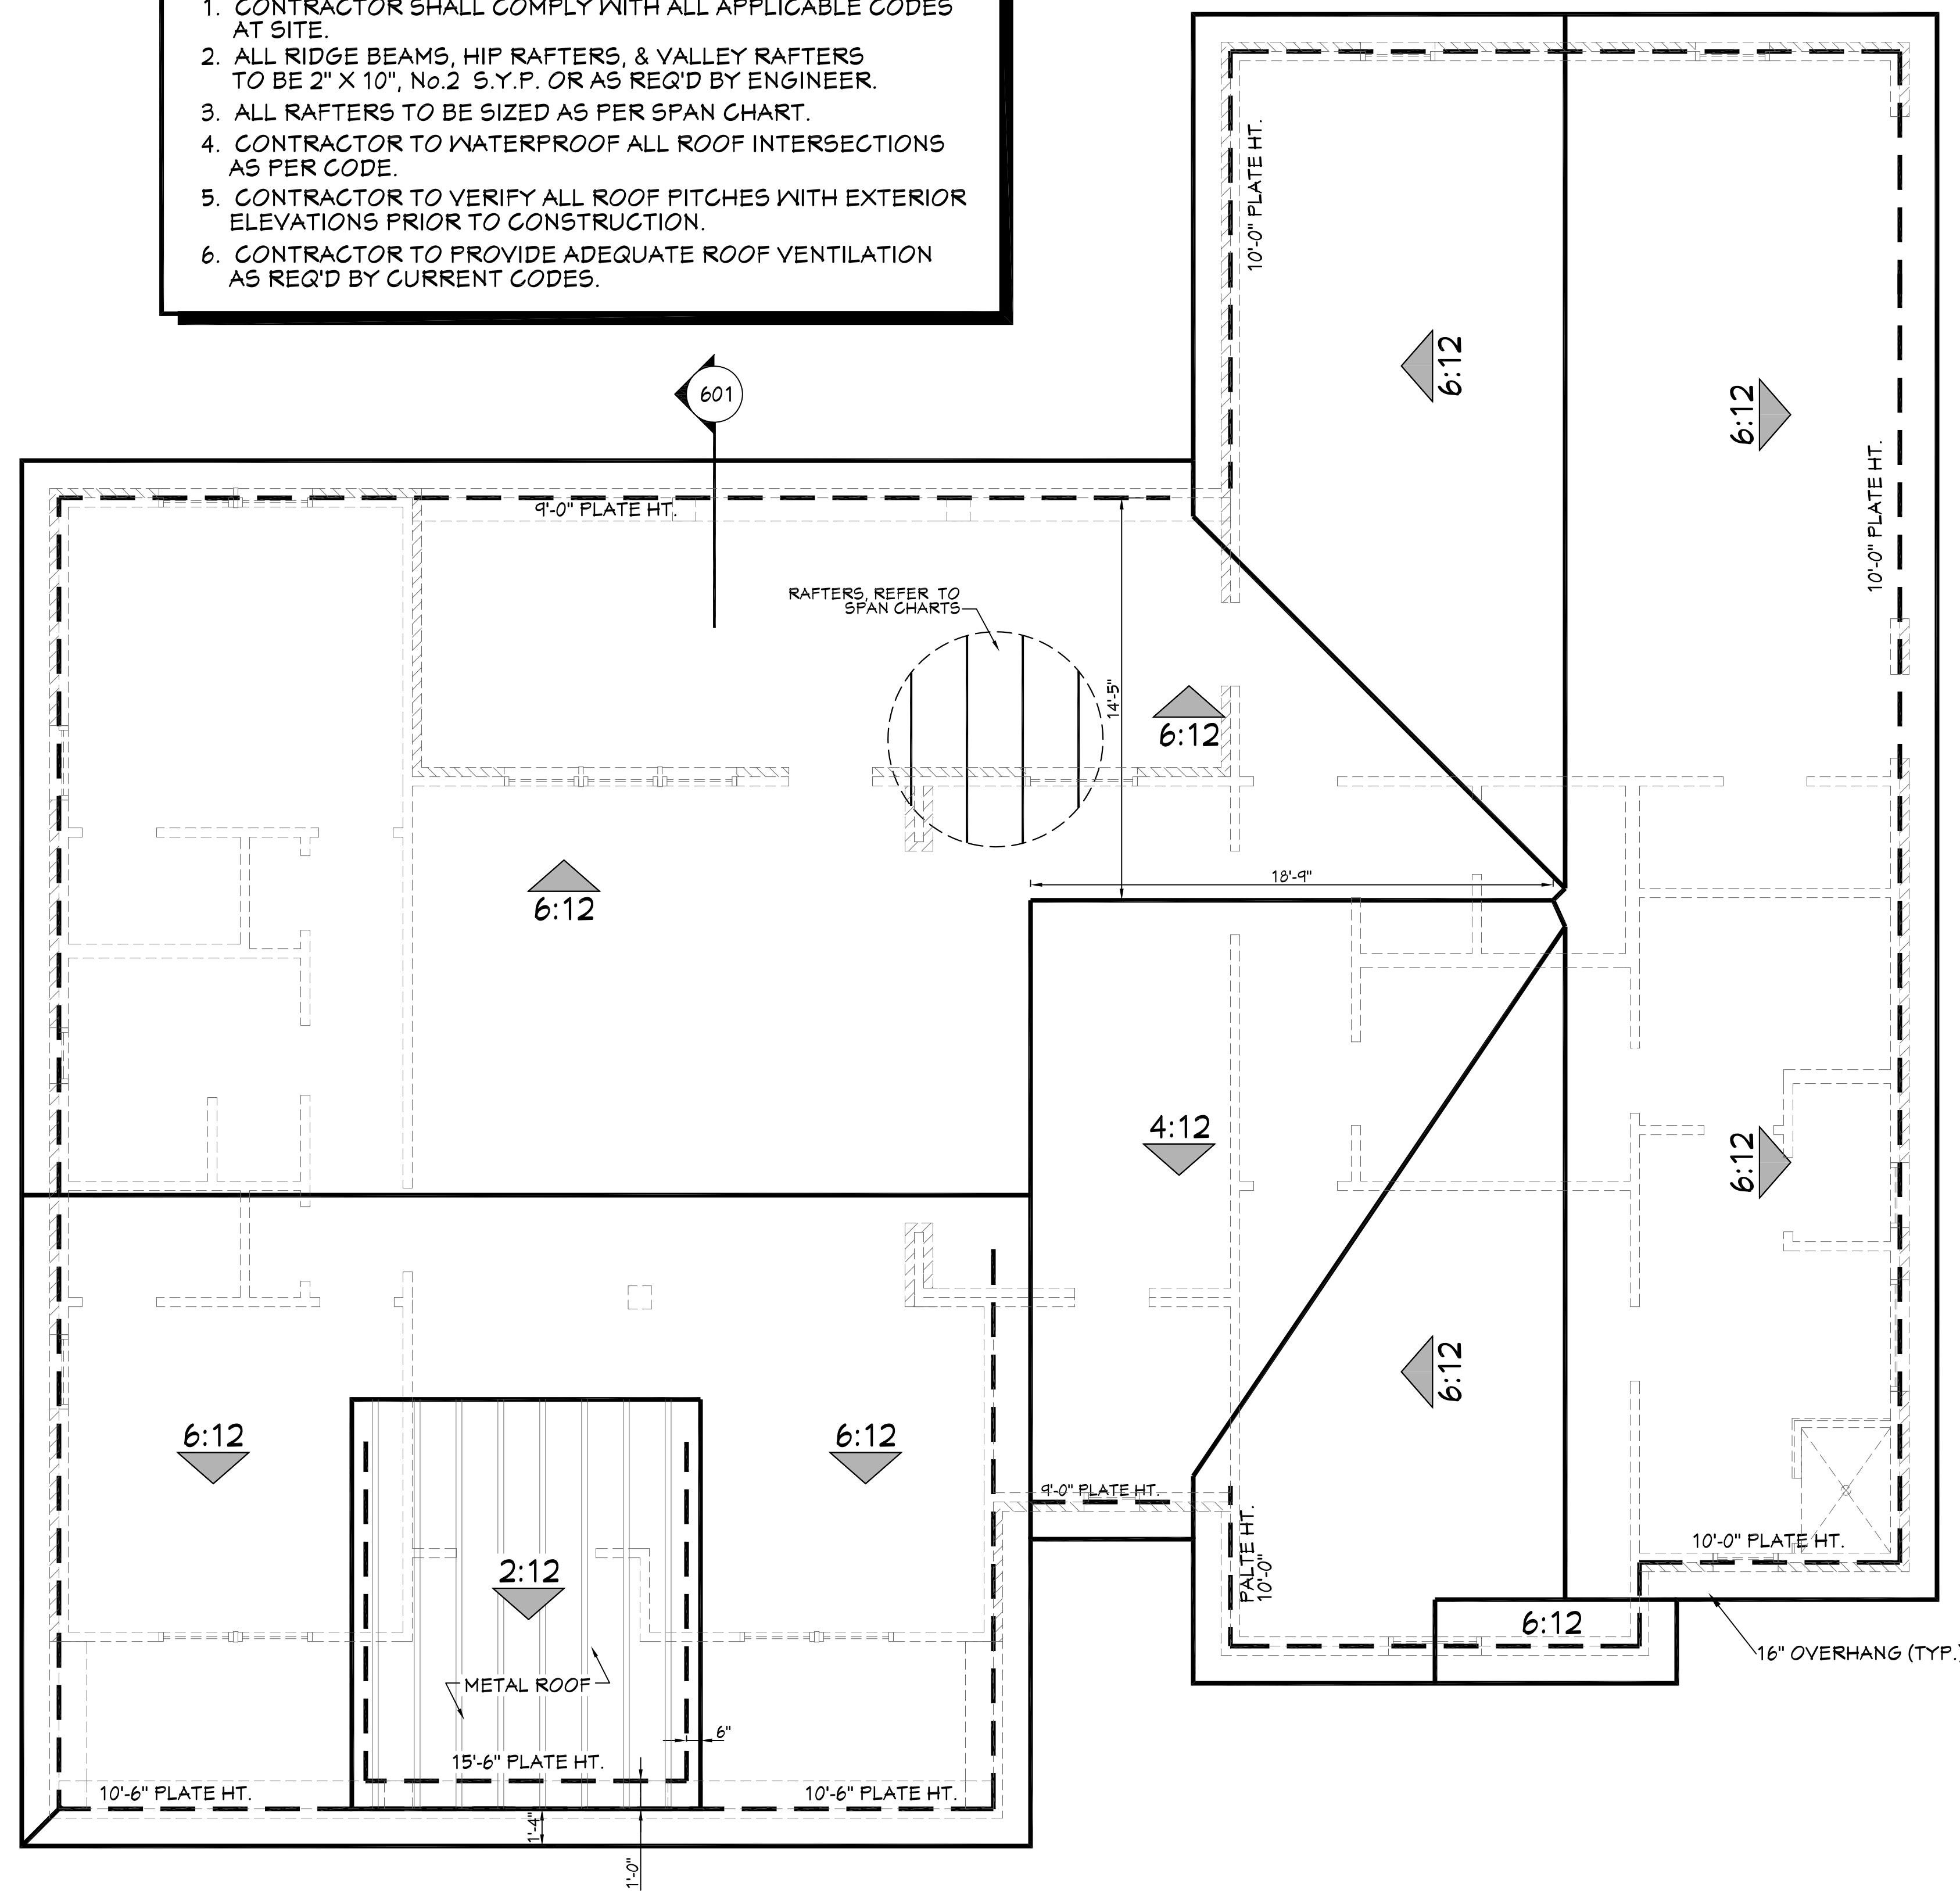 1. CONTRACTOR SHALL COMPLY WITH ALL APPLICABLE CODES
AT SITE.
2. ALL RIDGE BEAMS, HIP RAFTERS, & VALLEY RAFTERS
TO BE 2" X 10", No.2 S.Y.P. OR AS REQ'D BY ENGINEER.
3. ALL RAFTERS TO BE SIZED AS PER SPAN CHART.
4. CONTRACTOR TO WATERPROOF ALL ROOF INTERSECTIONS
AS PER CODE.
5. CONTRACTOR TO VERIFY ALL ROOF PITCHES WITH EXTERIOR
ELEVATIONS PRIOR TO CONSTRUCTION.
6. CONTRACTOR TO PROVIDE ADEQUATE ROOF VENTILATION
AS REQ'D BY CURRENT CODES.
10'-0" PLATE HT.
6:12
6:12
601
10'-0" PLATE HT.
9'-0" PLATE HT.
RAFTERS, REFER TO
SPAN CHARTS
14'-5"
6:12
18'-9"
6:12
4:12
6:12
6:12
6:12
6:12
9'-0" PLATE HT.
PALTE HT.
10'-0"
10'-0" PLATE HT.
2:12
6:12
16" OVERHANG (TYP.)
METAL ROOF
6"
15'-6" PLATE HT.
10'-6" PLATE HT.
10'-6" PLATE HT.
1'-4"
1'-0"